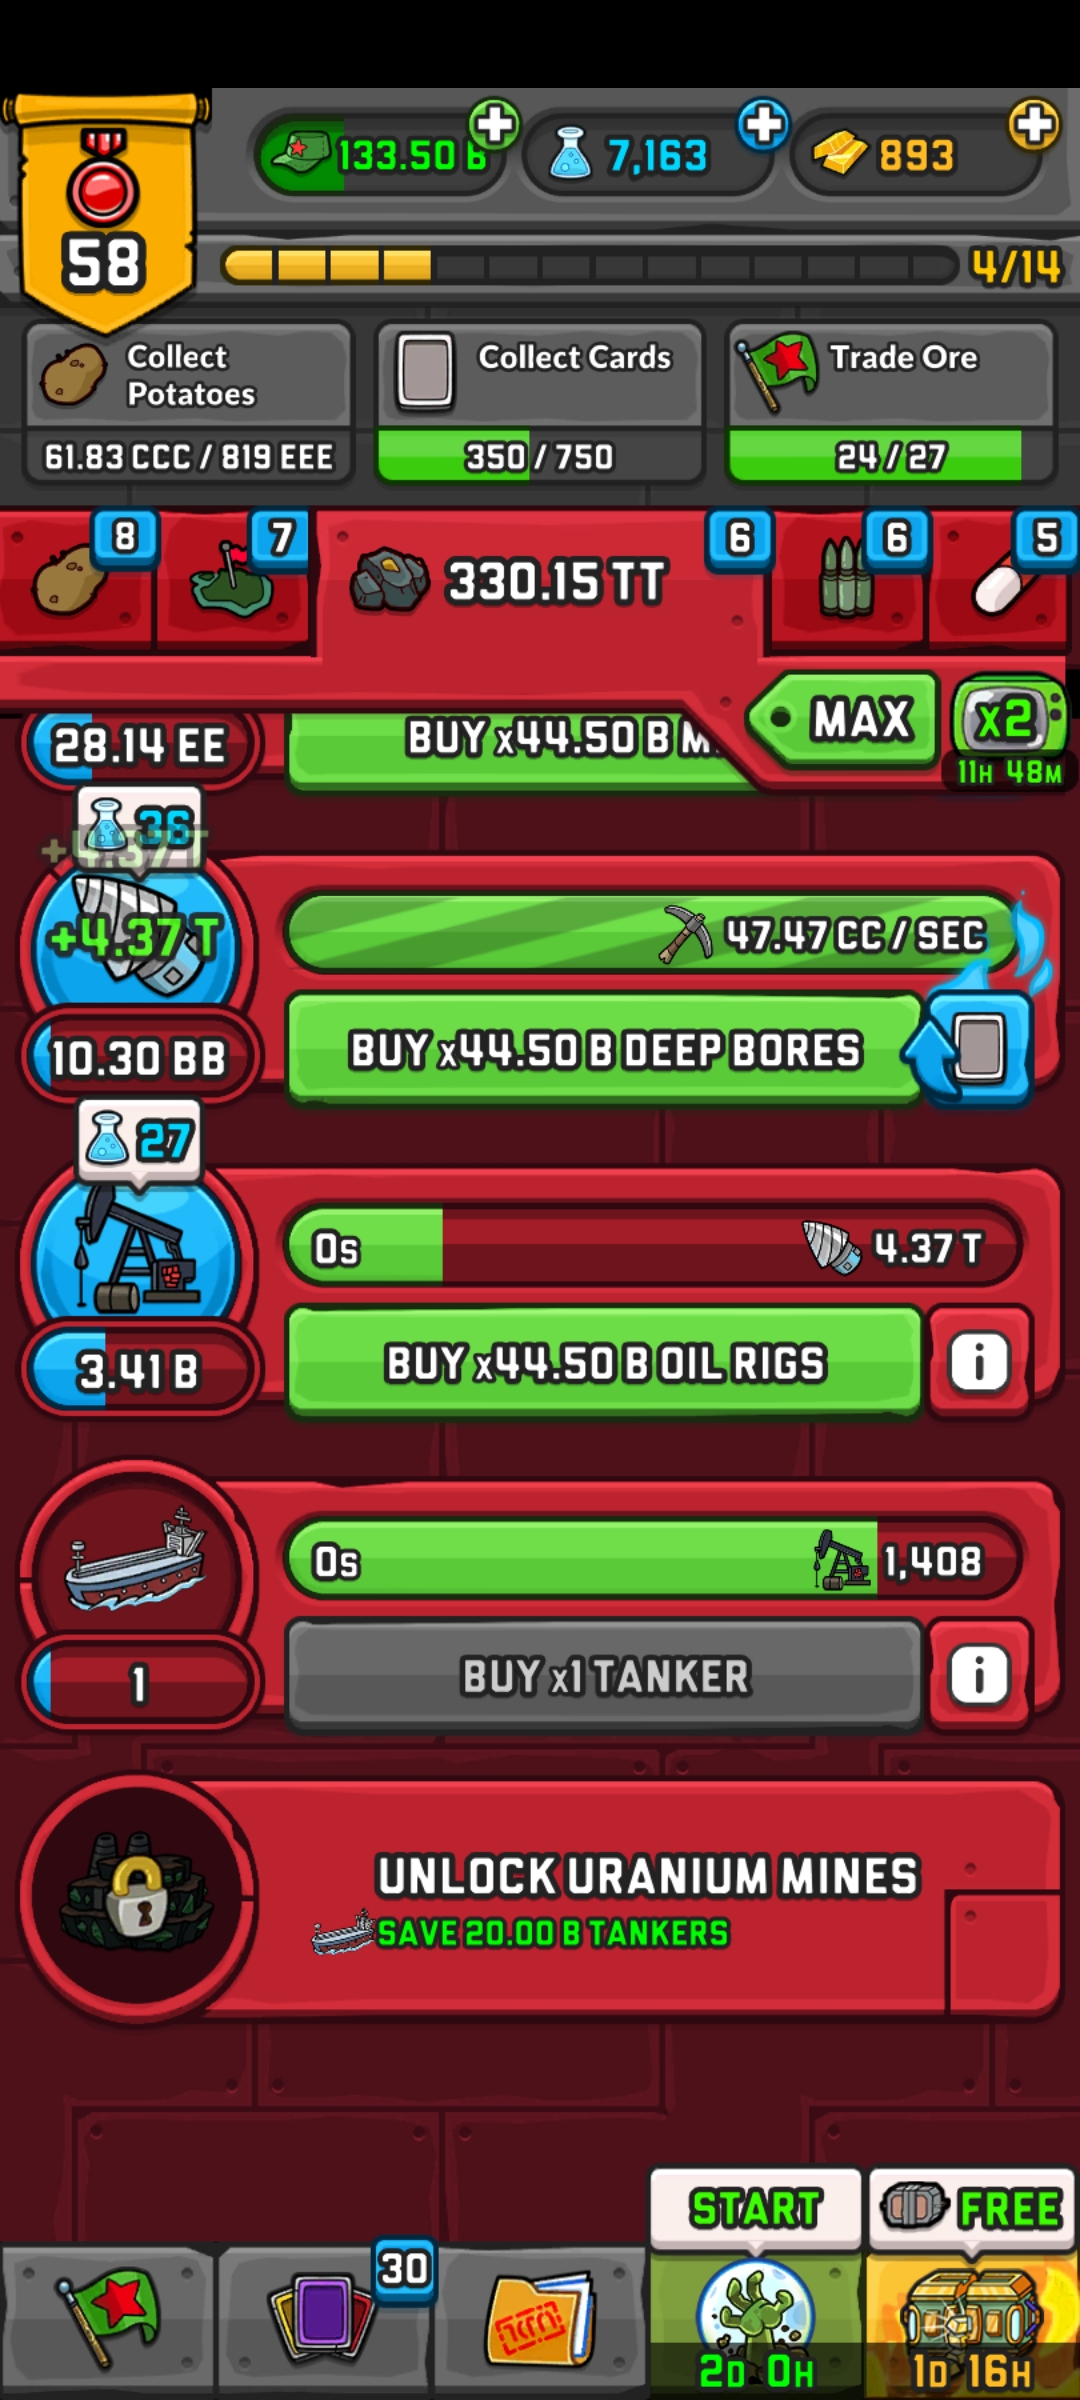 133.50 B
7,163
893
58
4/14
Collect Potatoes
61.83 CCC / 819 EEE
Collect Cards
350 / 750
Trade Ore
24 / 27
8
7
330.15 TT
6
6
5
28.14 EE
BUY x44.50 B M
MAX
x2
11H 48M
36
+4.37 T
+4.37 T
47.47 CC / SEC
10.30 BB
BUY x44.50 B DEEP BORES
27
0s
4.37 T
3.41 B
BUY x44.50 B OIL RIGS
i
0s
1,408
1
BUY x1 TANKER
i
UNLOCK URANIUM MINES
SAVE 20.00 B TANKERS
START
FREE
30
2D 0H
1D 16H